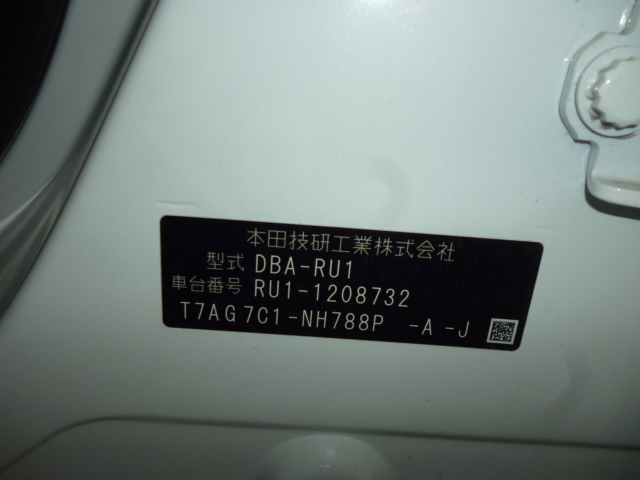 本田技研工業株式会社
型式 DBA-RU1
車台番号 RU1-1208732
T7AG7C1-NH788P -A-J